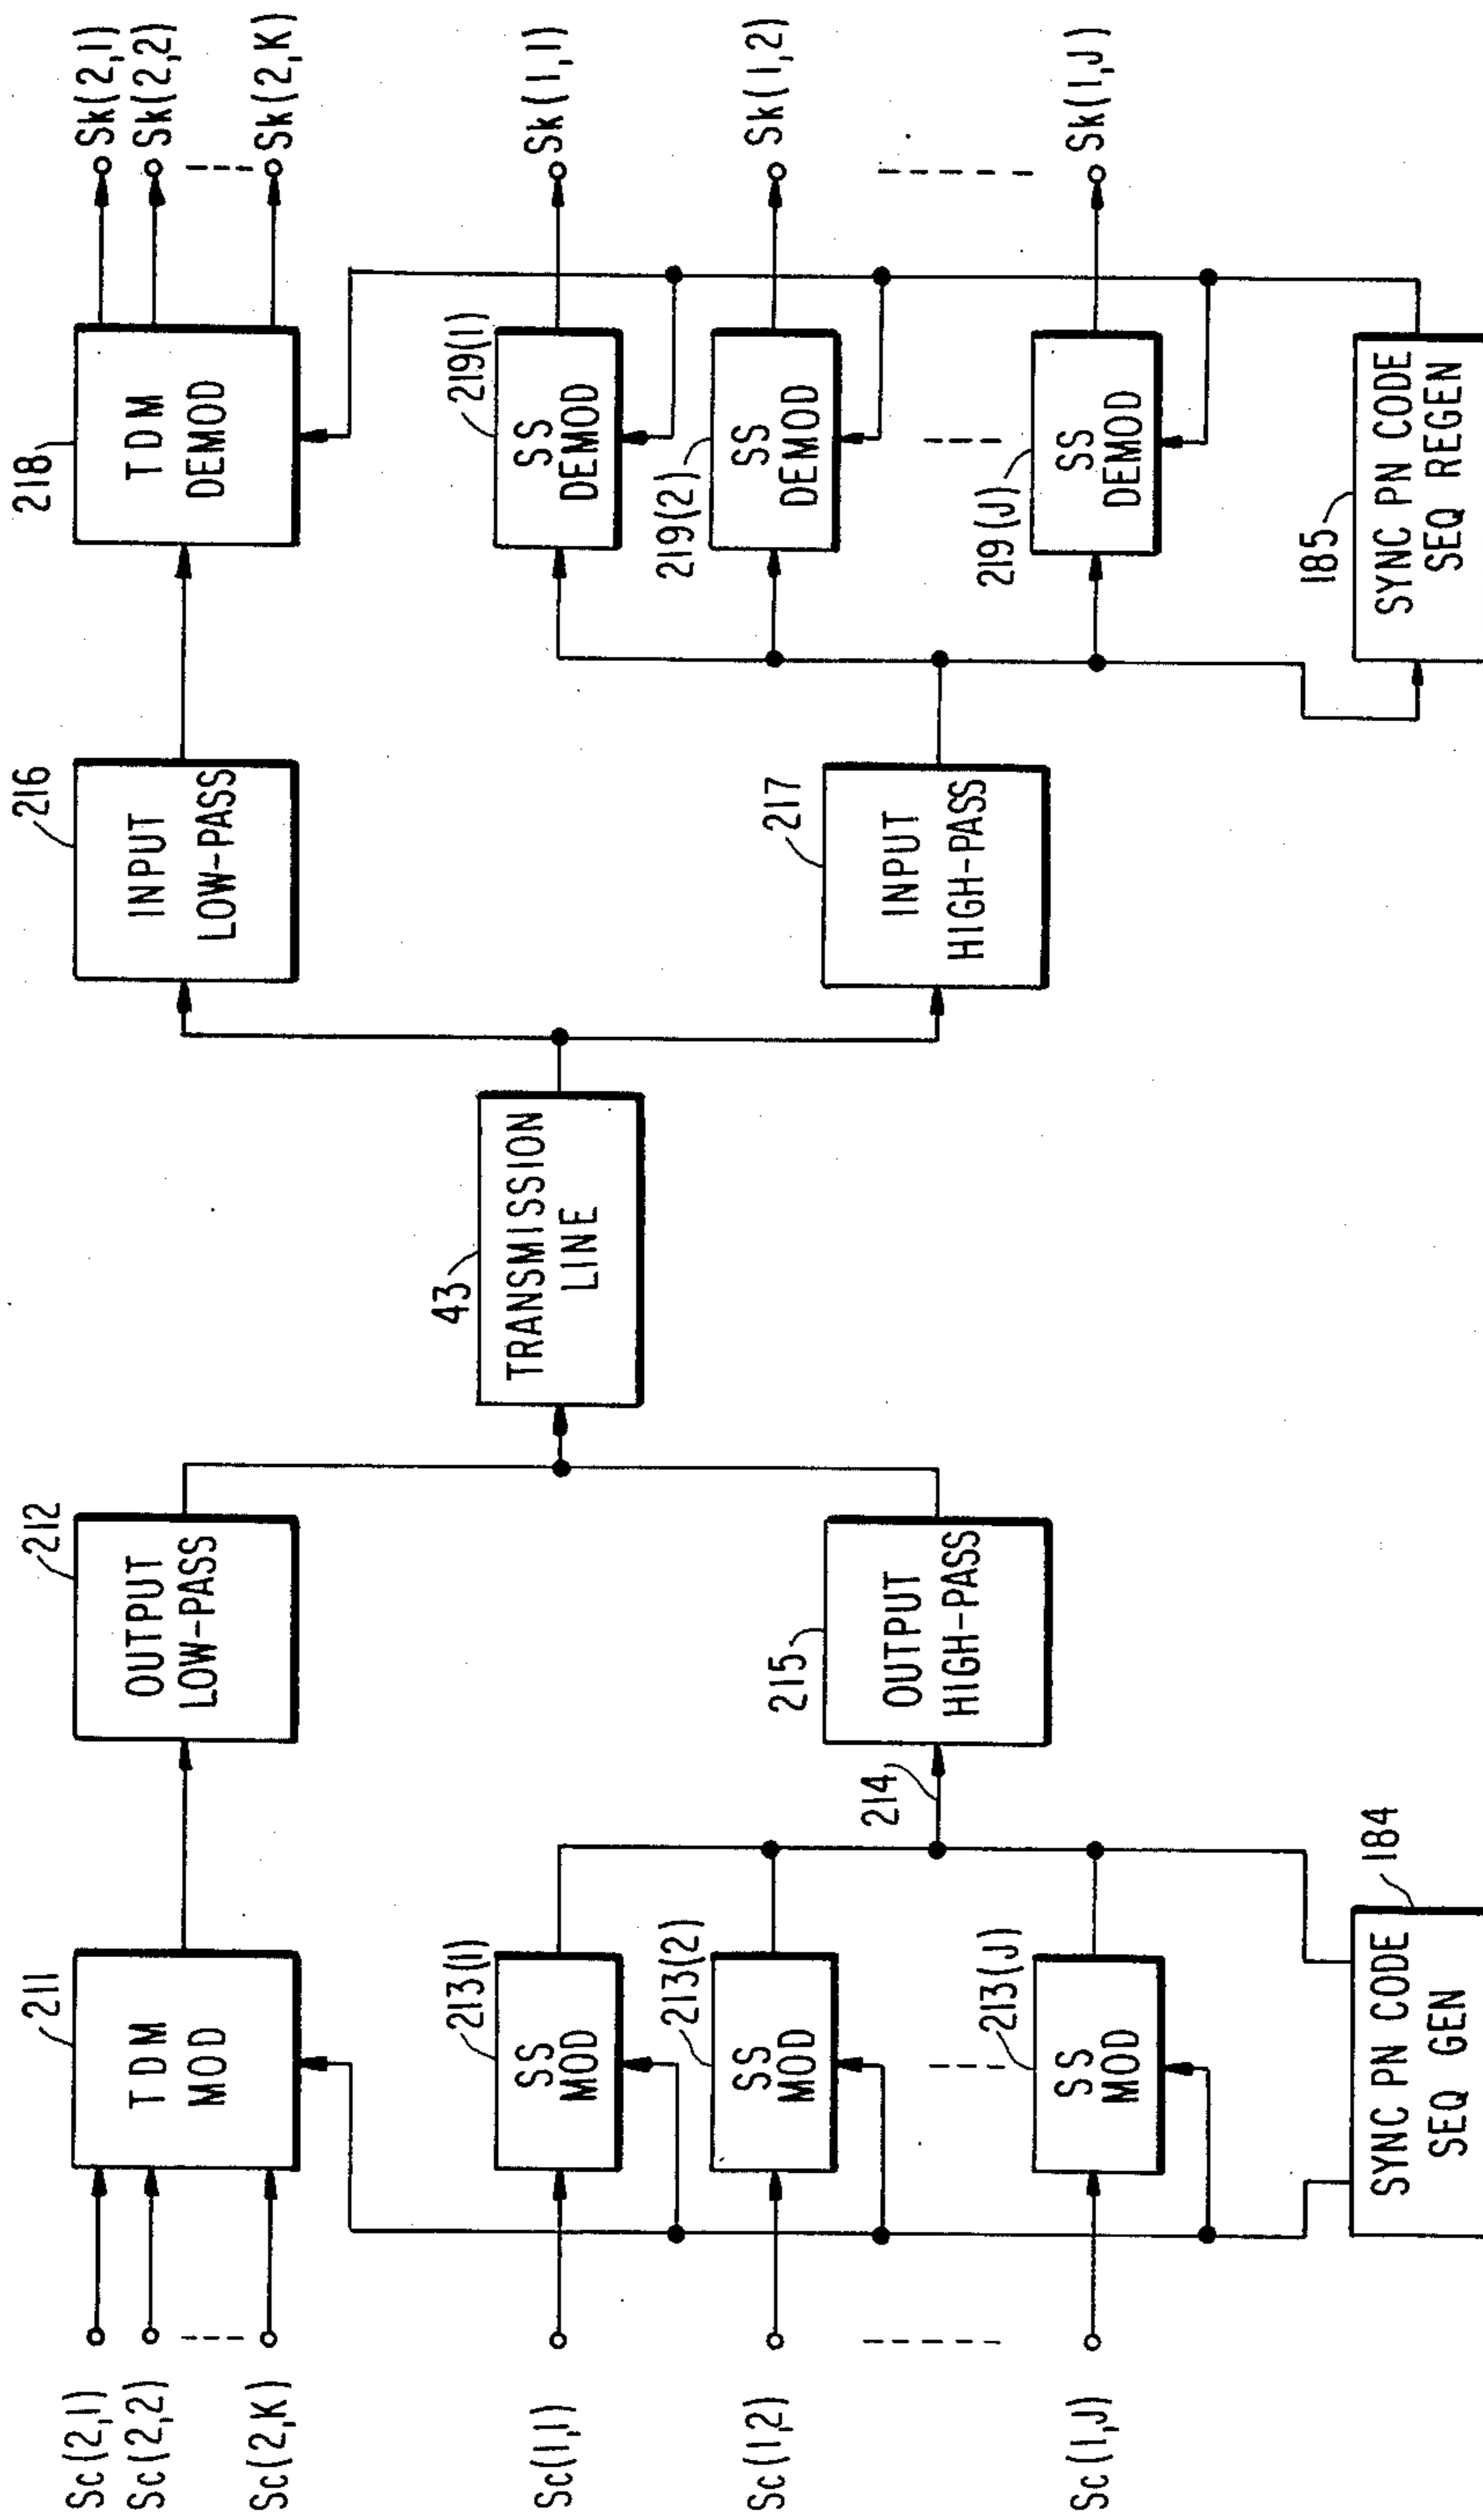 Sc(2,1)
Sc(2,2)
Sc(2,K)
211
TDM
MOD
212
OUTPUT
LOW-PASS
216
INPUT
LOW-PASS
218
TDM
DEMOD
Sk(2,1)
Sk(2,2)
Sk(2,K)
43
TRANSMISSION
LINE
Sc(1,1)
213(1)
SS
MOD
219(1)
SS
DEMOD
Sk(1,1)
Sc(1,2)
213(2)
SS
MOD
214
215
OUTPUT
HIGH-PASS
217
INPUT
HIGH-PASS
219(2)
SS
DEMOD
Sk(1,2)
Sc(1,J)
213(J)
SS
MOD
219(J)
SS
DEMOD
Sk(1,J)
184
SYNC PN CODE
SEQ GEN
185
SYNC PN CODE
SEQ REGEN